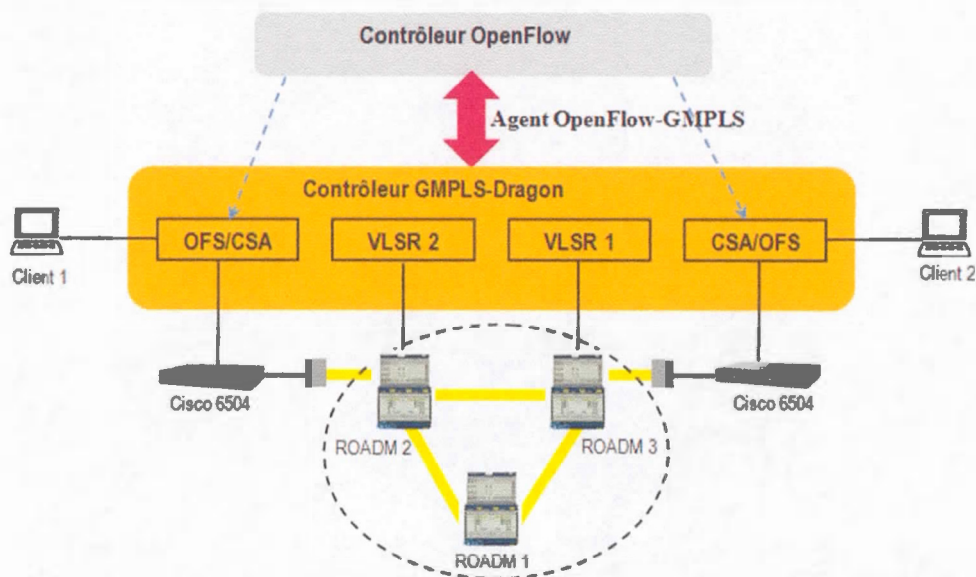 Contrôleur OpenFlow
Agent OpenFlow-GMPLS
Contrôleur GMPLS-Dragon
OFS/CSA
VLSR 2
VLSR 1
CSA/OFS
Client 1
Client 2
Cisco 6504
Cisco 6504
ROADM 2
ROADM 3
ROADM 1